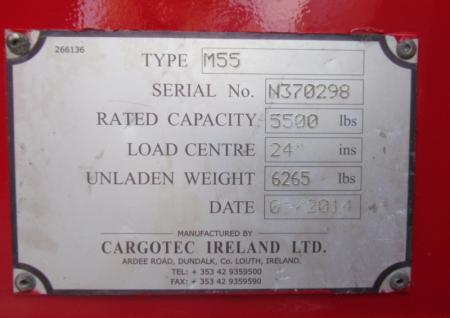 266136
TYPE M55
SERIAL No. N370298
RATED CAPACITY 5500 lbs
LOAD CENTRE 24" ins
UNLADEN WEIGHT 6265 lbs
DATE 2014
MANUFACTURED BY
CARGOTEC IRELAND LTD.
ARDEE ROAD, DUNDALK, Co. LOUTH, IRELAND.
TEL: + 353 42 9359500
FAX: + 353 42 9359590